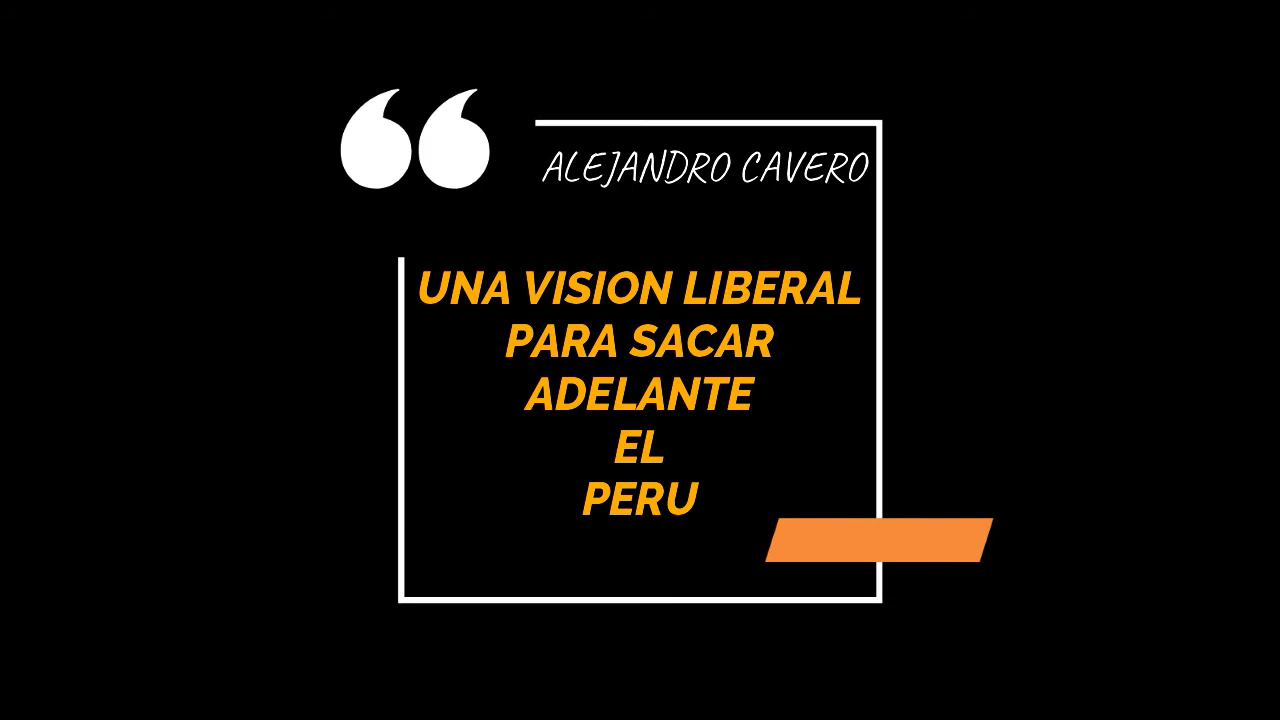 ALEJANDRO CAVERO
UNA VISION LIBERAL
PARA SACAR
ADELANTE
EL
PERU